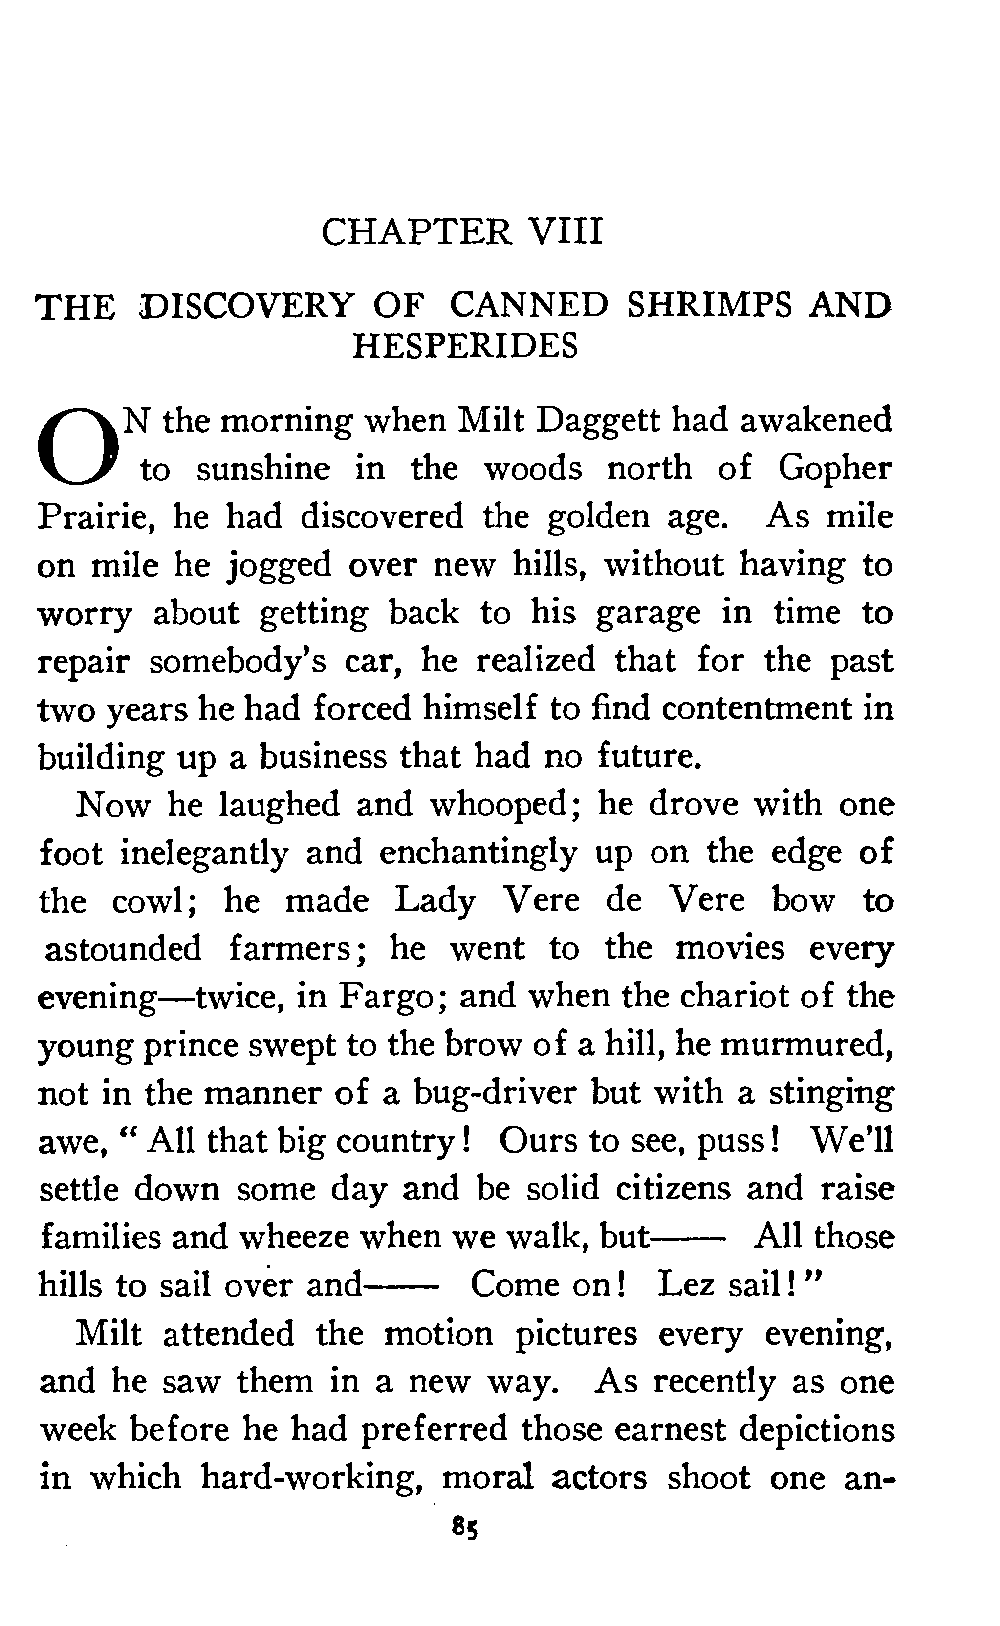 CHAPTER VIII
THE DISCOVERY OF CANNED SHRIMPS AND
HESPERIDES
ON the morning when Milt Daggett had awakened
to sunshine in the woods north of Gopher
Prairie, he had discovered the golden age. As mile
on mile he jogged over new hills, without having to
worry about getting back to his garage in time to
repair somebody's car, he realized that for the past
two years he had forced himself to find contentment in
building up a business that had no future.
Now he laughed and whooped; he drove with one
foot inelegantly and enchantingly up on the edge of
the cowl; he made Lady Vere de Vere bow to
astounded farmers; he went to the movies every
evening—twice, in Fargo; and when the chariot of the
young prince swept to the brow of a hill, he murmured,
not in the manner of a bug-driver but with a stinging
awe, “ All that big country! Ours to see, puss! We'll
settle down some day and be solid citizens and raise
families and wheeze when we walk, but—— All those
hills to sail over and—— Come on! Lez sail!”
Milt attended the motion pictures every evening,
and he saw them in a new way. As recently as one
week before he had preferred those earnest depictions
in which hard-working, moral actors shoot one an-
85